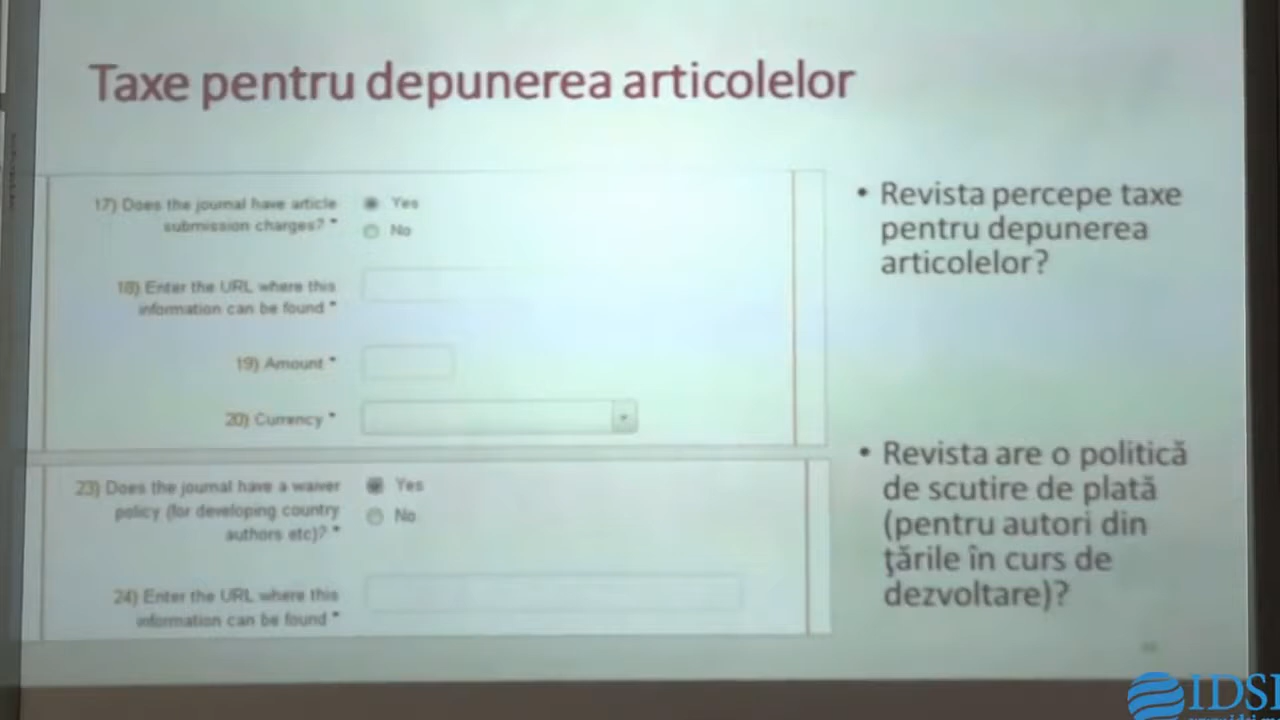 Taxe pentru depunerea articolelor
17) Does the journal have article
submission charges? *
Yes
No
18) Enter the URL where this
information can be found *
19) Amount *
20) Currency *
23) Does the journal have a waiver
policy (for developing country
authors etc)? *
Yes
No
24) Enter the URL where this
information can be found *
• Revista percepe taxe
pentru depunerea
articolelor?
• Revista are o politică
de scutire de plată
(pentru autori din
ţările în curs de
dezvoltare)?
IDSI